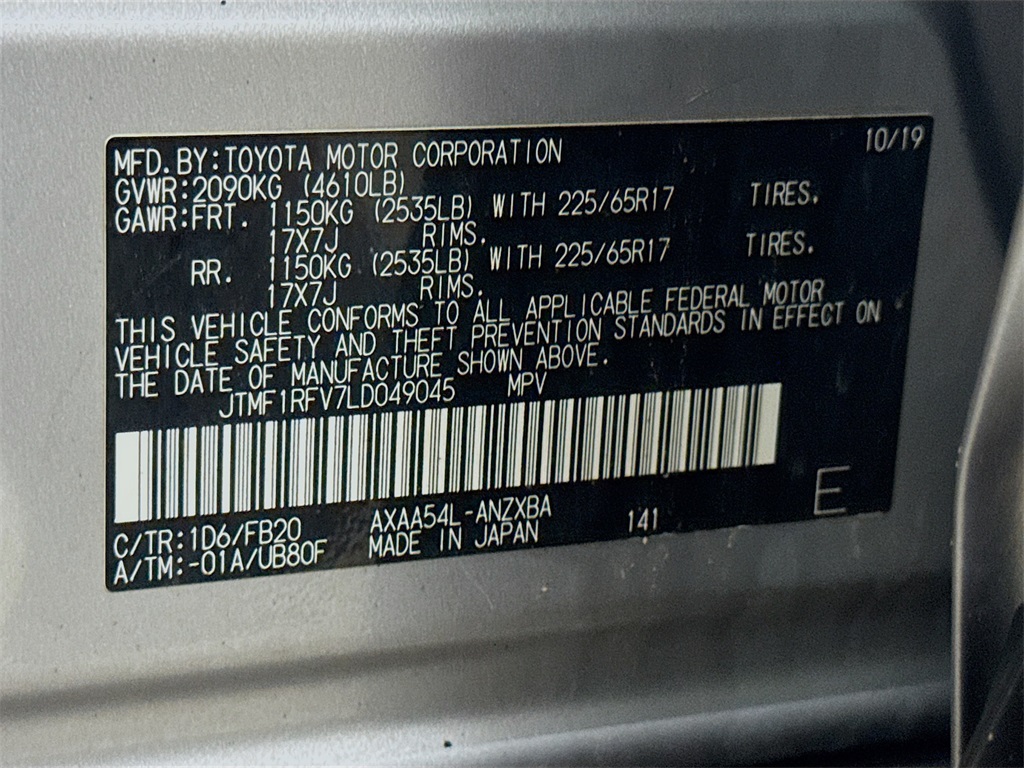 10/19
MFD.BY:TOYOTA MOTOR CORPORATION
GVWR:2090KG (4610LB)
GAWR:FRT. 1150KG (2535LB) WITH 225/65R17 TIRES.
17X7J RIMS.
RR. 1150KG (2535LB) WITH 225/65R17 TIRES.
17X7J RIMS.
THIS VEHICLE CONFORMS TO ALL APPLICABLE FEDERAL MOTOR
VEHICLE SAFETY AND THEFT PREVENTION STANDARDS IN EFFECT ON
THE DATE OF MANUFACTURE SHOWN ABOVE.
JTMF1RFV7LD049045 MPV
E
C/TR:1D6/FB20 AXAA54L-ANZXBA 141
A/TM:-01A/UB80F MADE IN JAPAN